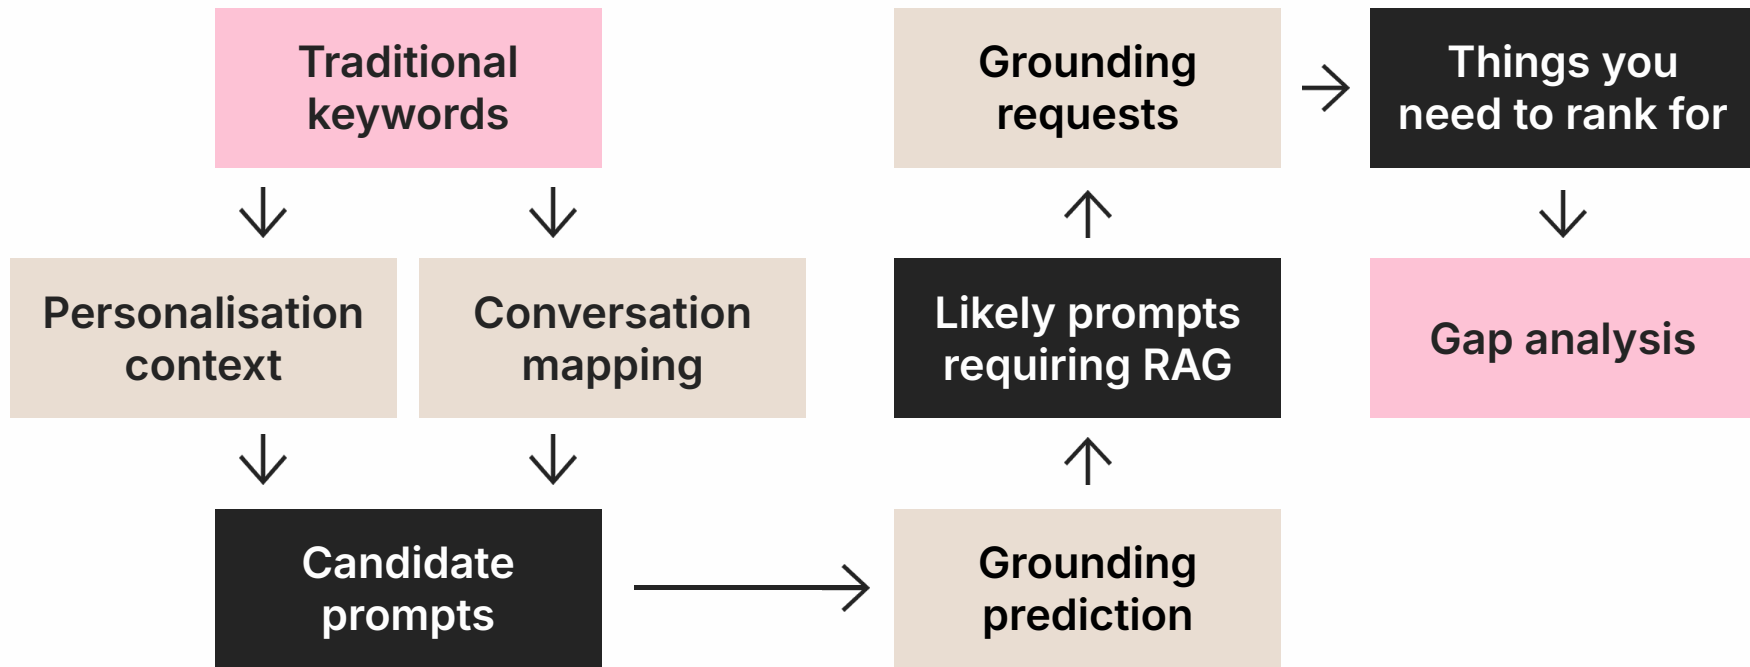 Traditional
keywords
Personalisation
context
Conversation
mapping
Candidate
prompts
Grounding
prediction
Likely prompts
requiring RAG
Grounding
requests
Things you
need to rank for
Gap analysis